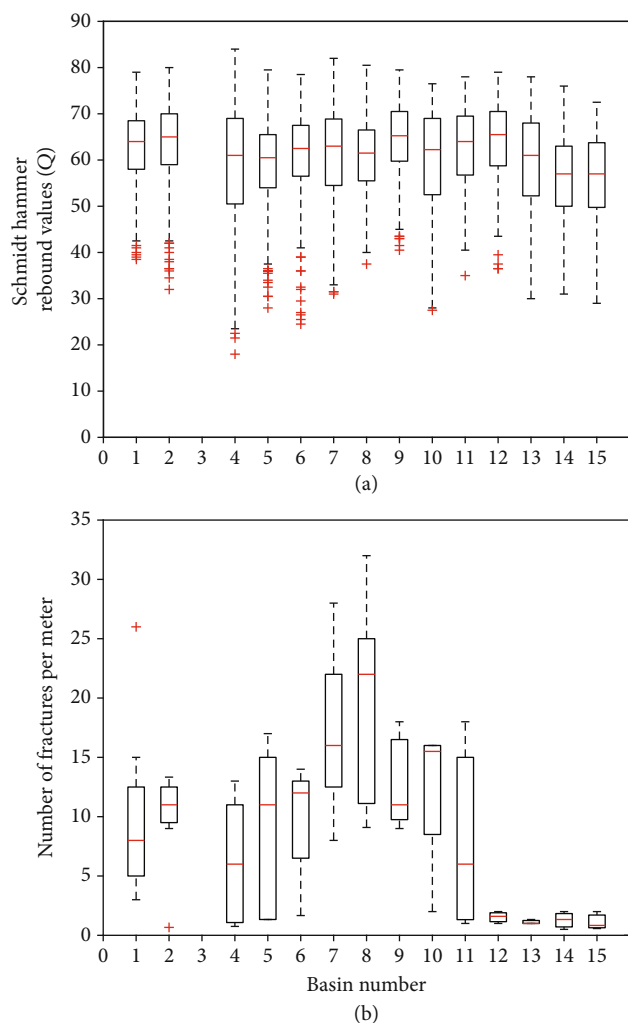 90
80
70
60
50
40
30
20
10
0
Schmidt hammer
rebound values (Q)
0 1 2 3 4 5 6 7 8 9 10 11 12 13 14 15
(a)
35
30
25
20
15
10
5
0
Number of fractures per meter
0 1 2 3 4 5 6 7 8 9 10 11 12 13 14 15
Basin number
(b)